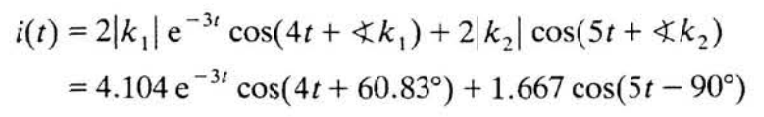 i(t) = 2|k₁| e⁻³ᵗ cos(4t + ∢k₁) + 2|k₂| cos(5t + ∢k₂)
= 4.104 e⁻³ᵗ cos(4t + 60.83°) + 1.667 cos(5t − 90°)